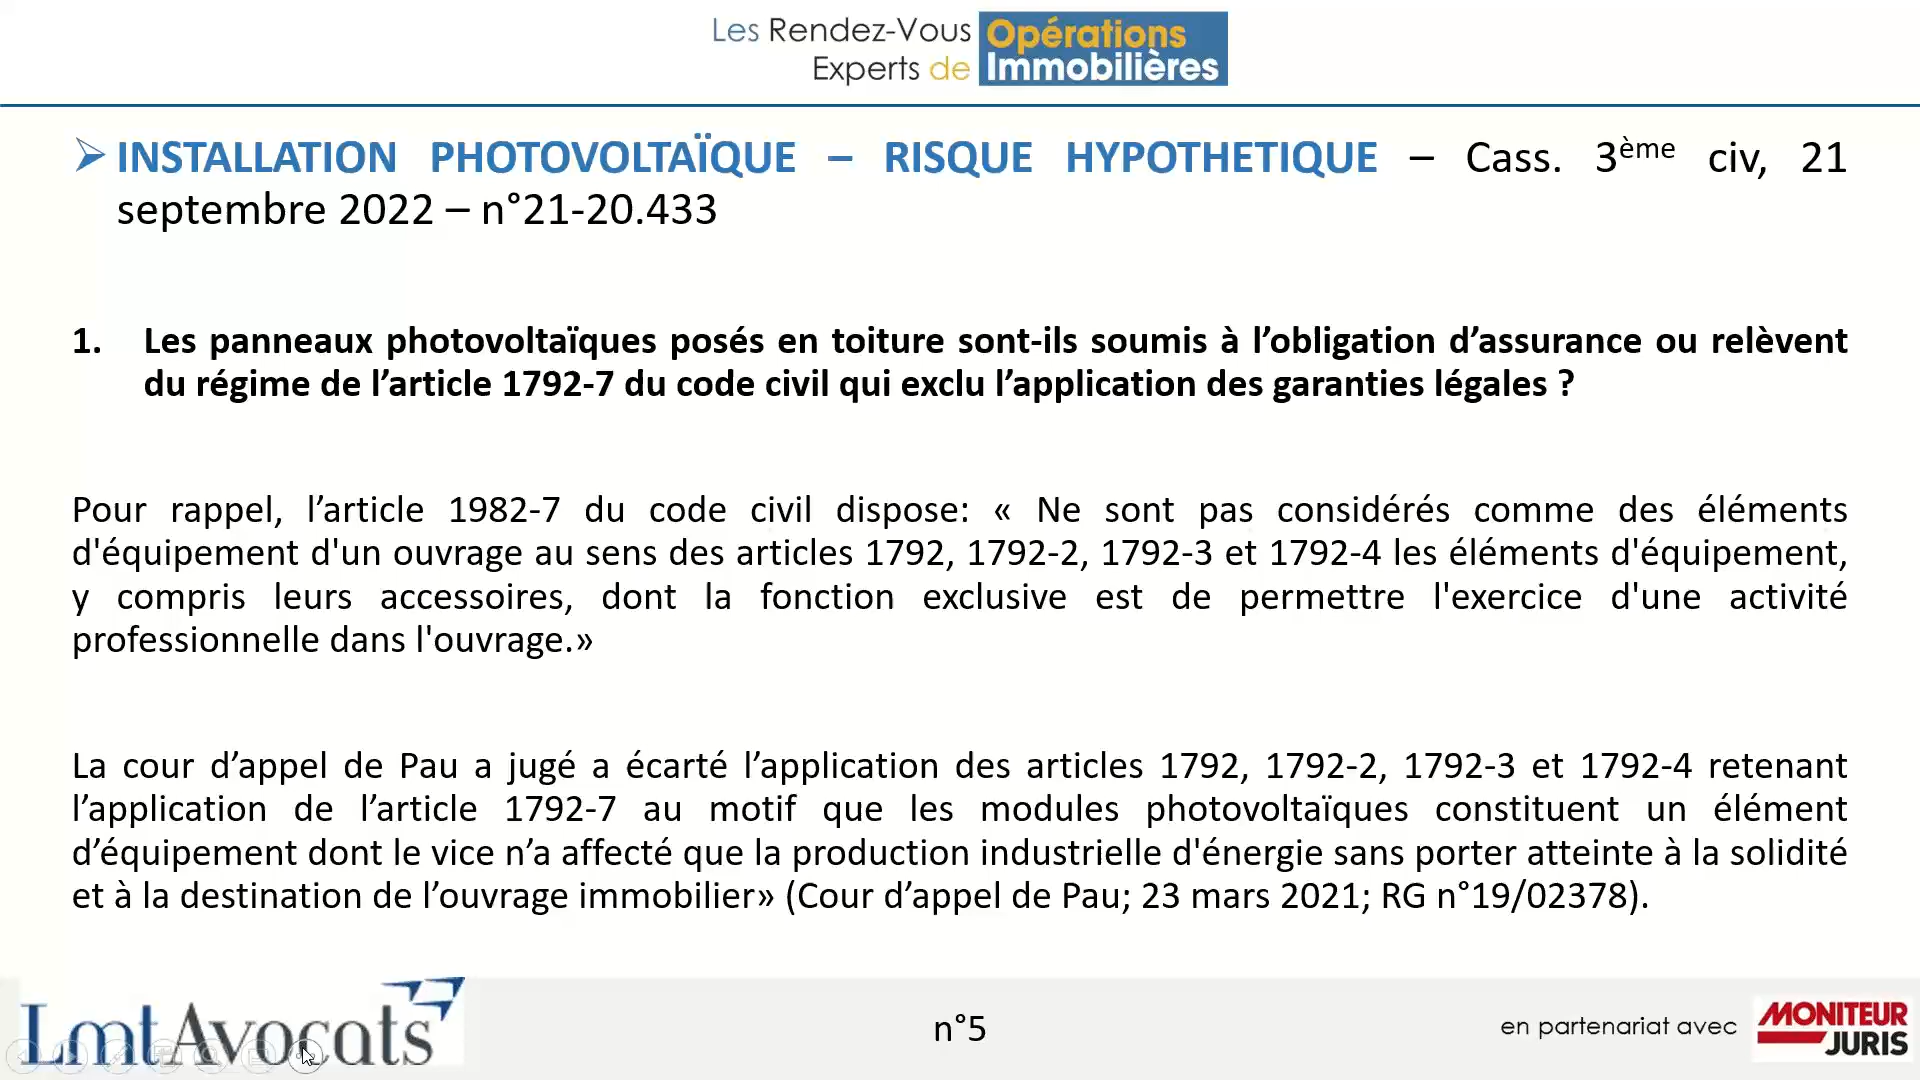 Les Rendez-Vous Opérations
Experts de Immobilières
INSTALLATION PHOTOVOLTAÏQUE – RISQUE HYPOTHETIQUE – Cass. 3ème civ, 21
septembre 2022 – n°21-20.433
1. Les panneaux photovoltaïques posés en toiture sont-ils soumis à l’obligation d’assurance ou relèvent
du régime de l’article 1792-7 du code civil qui exclu l’application des garanties légales ?
Pour rappel, l’article 1982-7 du code civil dispose: « Ne sont pas considérés comme des éléments
d'équipement d'un ouvrage au sens des articles 1792, 1792-2, 1792-3 et 1792-4 les éléments d'équipement,
y compris leurs accessoires, dont la fonction exclusive est de permettre l'exercice d'une activité
professionnelle dans l'ouvrage.»
La cour d’appel de Pau a jugé a écarté l’application des articles 1792, 1792-2, 1792-3 et 1792-4 retenant
l’application de l’article 1792-7 au motif que les modules photovoltaïques constituent un élément
d’équipement dont le vice n’a affecté que la production industrielle d'énergie sans porter atteinte à la solidité
et à la destination de l’ouvrage immobilier» (Cour d’appel de Pau; 23 mars 2021; RG n°19/02378).
LmtAvocats
n°5
en partenariat avec
MONITEUR
JURIS